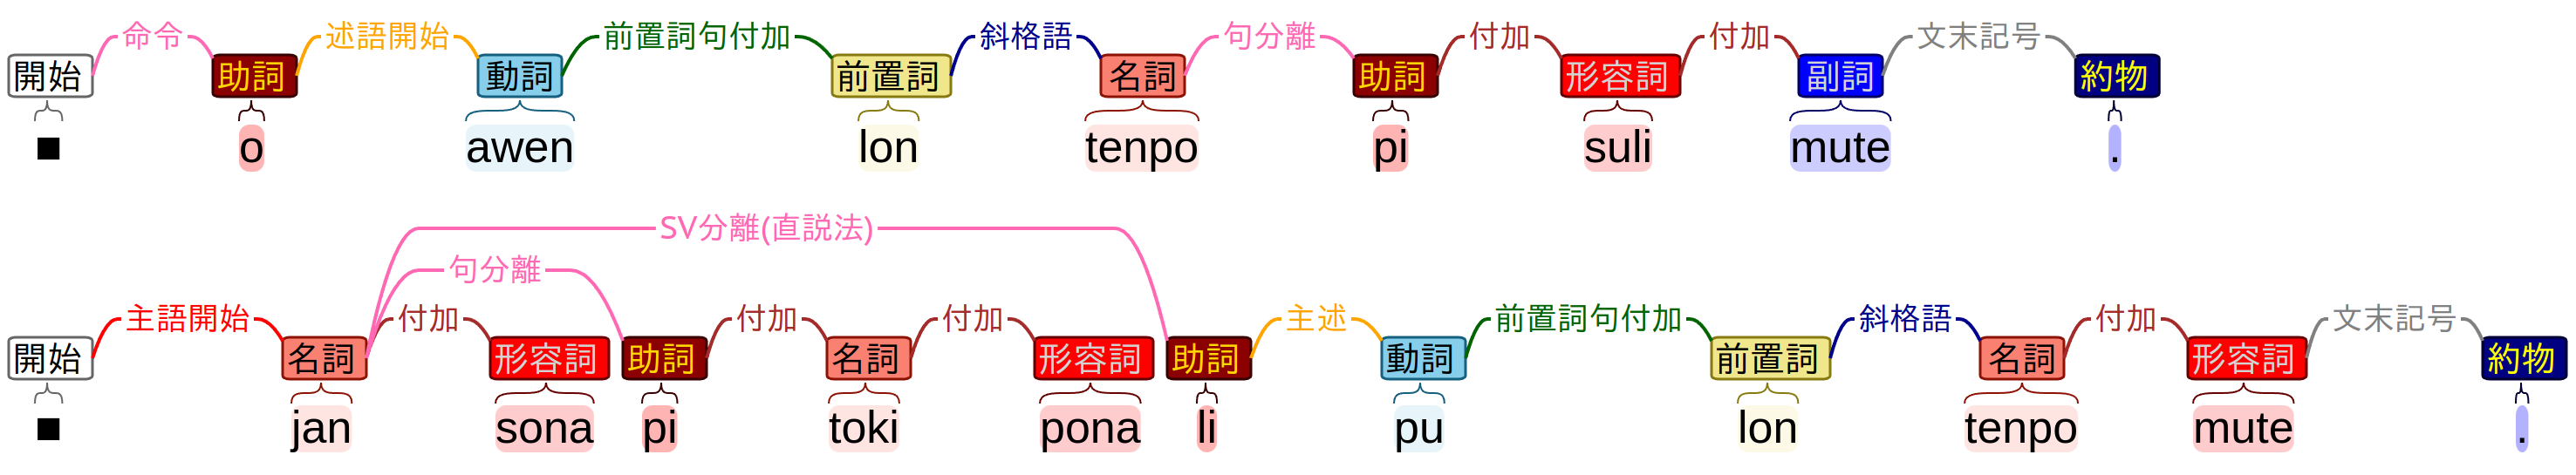 命令 述語開始 前置詞句付加 斜格語 句分離 付加 付加 文末記号
開始 助詞 動詞 前置詞 名詞 助詞 形容詞 副詞 約物
■ o awen lon tenpo pi suli mute .
SV分離(直説法)
句分離
主語開始 付加 付加 付加 主述 前置詞句付加 斜格語 付加 文末記号
開始 名詞 形容詞 助詞 名詞 形容詞 助詞 動詞 前置詞 名詞 形容詞 約物
■ jan sona pi toki pona li pu lon tenpo mute .